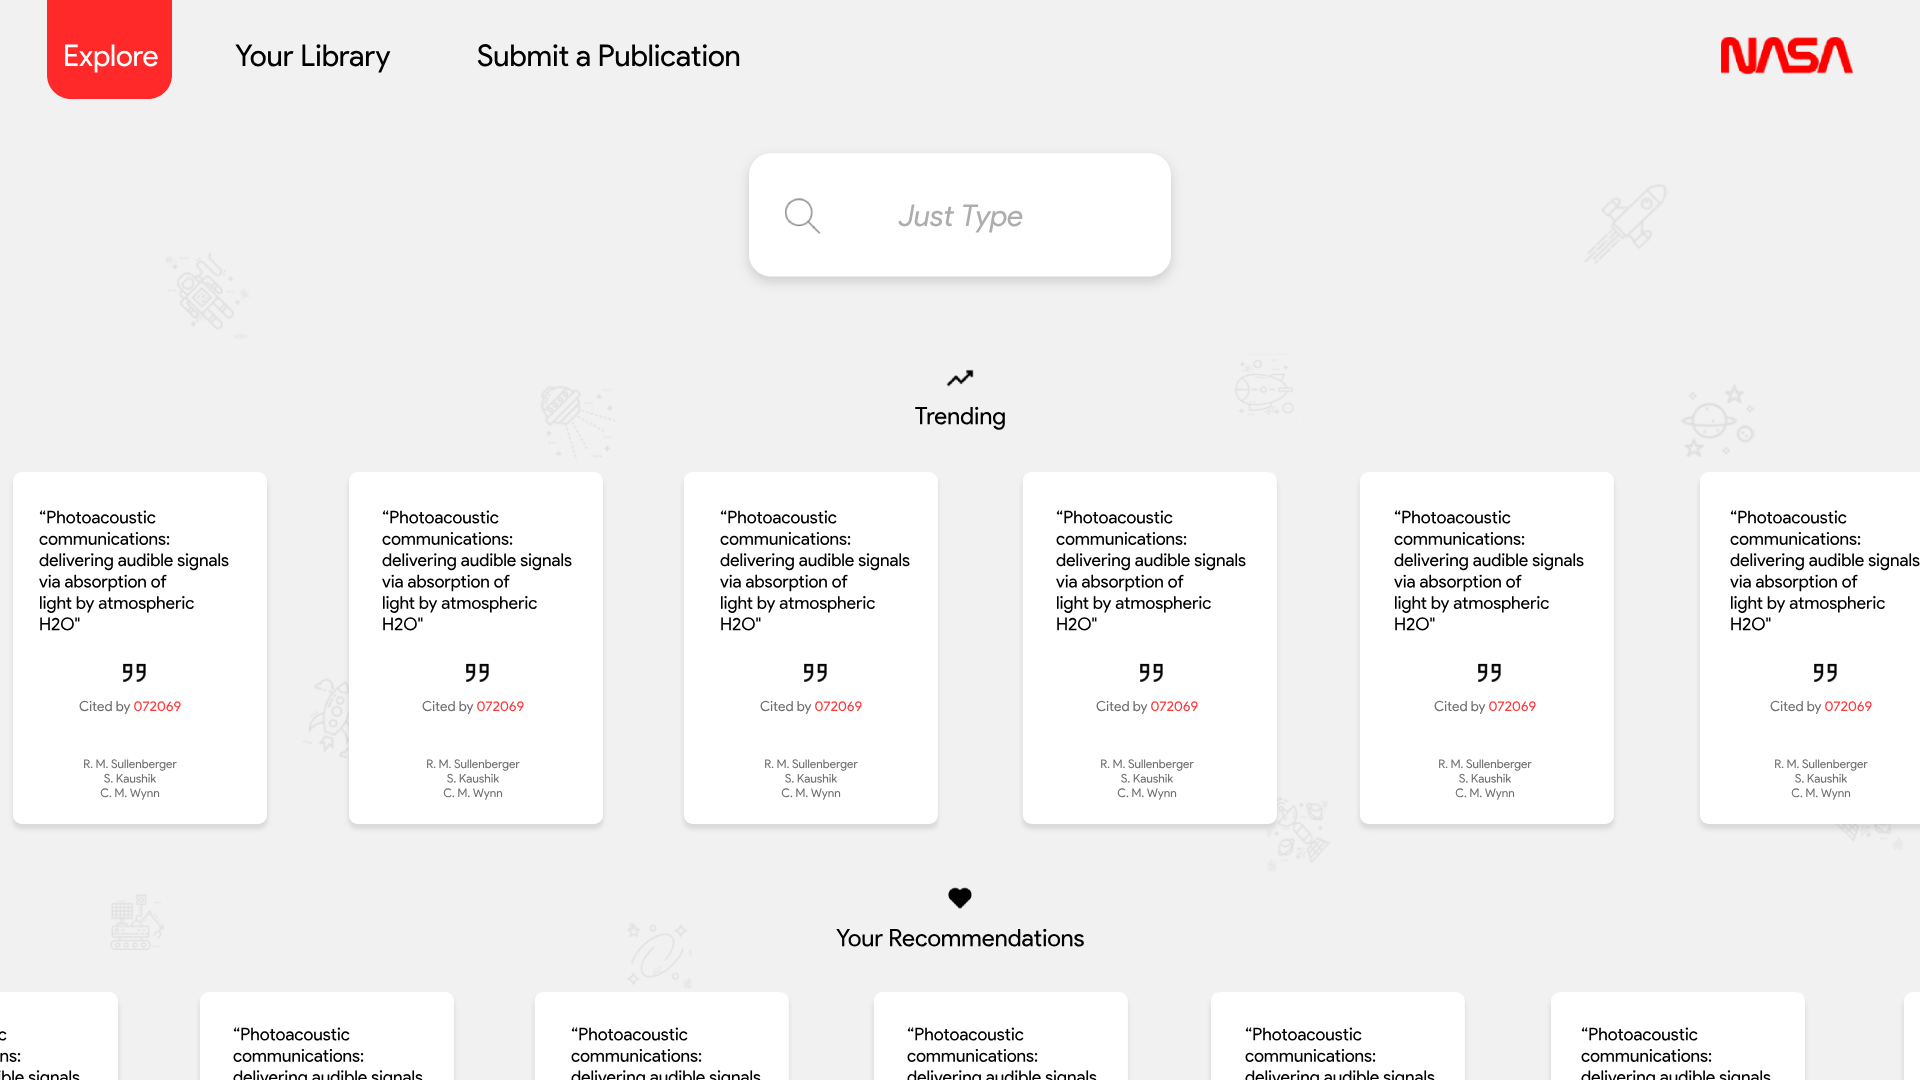 Explore
Your Library
Submit a Publication
NASA
Just Type
Trending
“Photoacoustic
communications:
delivering audible signals
via absorption of
light by atmospheric
H2O"
Cited by 072069
R. M. Sullenberger
S. Kaushik
C. M. Wynn
“Photoacoustic
communications:
delivering audible signals
via absorption of
light by atmospheric
H2O"
Cited by 072069
R. M. Sullenberger
S. Kaushik
C. M. Wynn
“Photoacoustic
communications:
delivering audible signals
via absorption of
light by atmospheric
H2O"
Cited by 072069
R. M. Sullenberger
S. Kaushik
C. M. Wynn
“Photoacoustic
communications:
delivering audible signals
via absorption of
light by atmospheric
H2O"
Cited by 072069
R. M. Sullenberger
S. Kaushik
C. M. Wynn
“Photoacoustic
communications:
delivering audible signals
via absorption of
light by atmospheric
H2O"
Cited by 072069
R. M. Sullenberger
S. Kaushik
C. M. Wynn
“Photoacoustic
communications:
delivering audible signals
via absorption of
light by atmospheric
H2O"
Cited by 072069
R. M. Sullenberger
S. Kaushik
C. M. Wynn
Your Recommendations
c
ns:
ble signals
“Photoacoustic
communications:
delivering audible signals
“Photoacoustic
communications:
delivering audible signals
“Photoacoustic
communications:
delivering audible signals
“Photoacoustic
communications:
delivering audible signals
“Photoacoustic
communications:
delivering audible signals